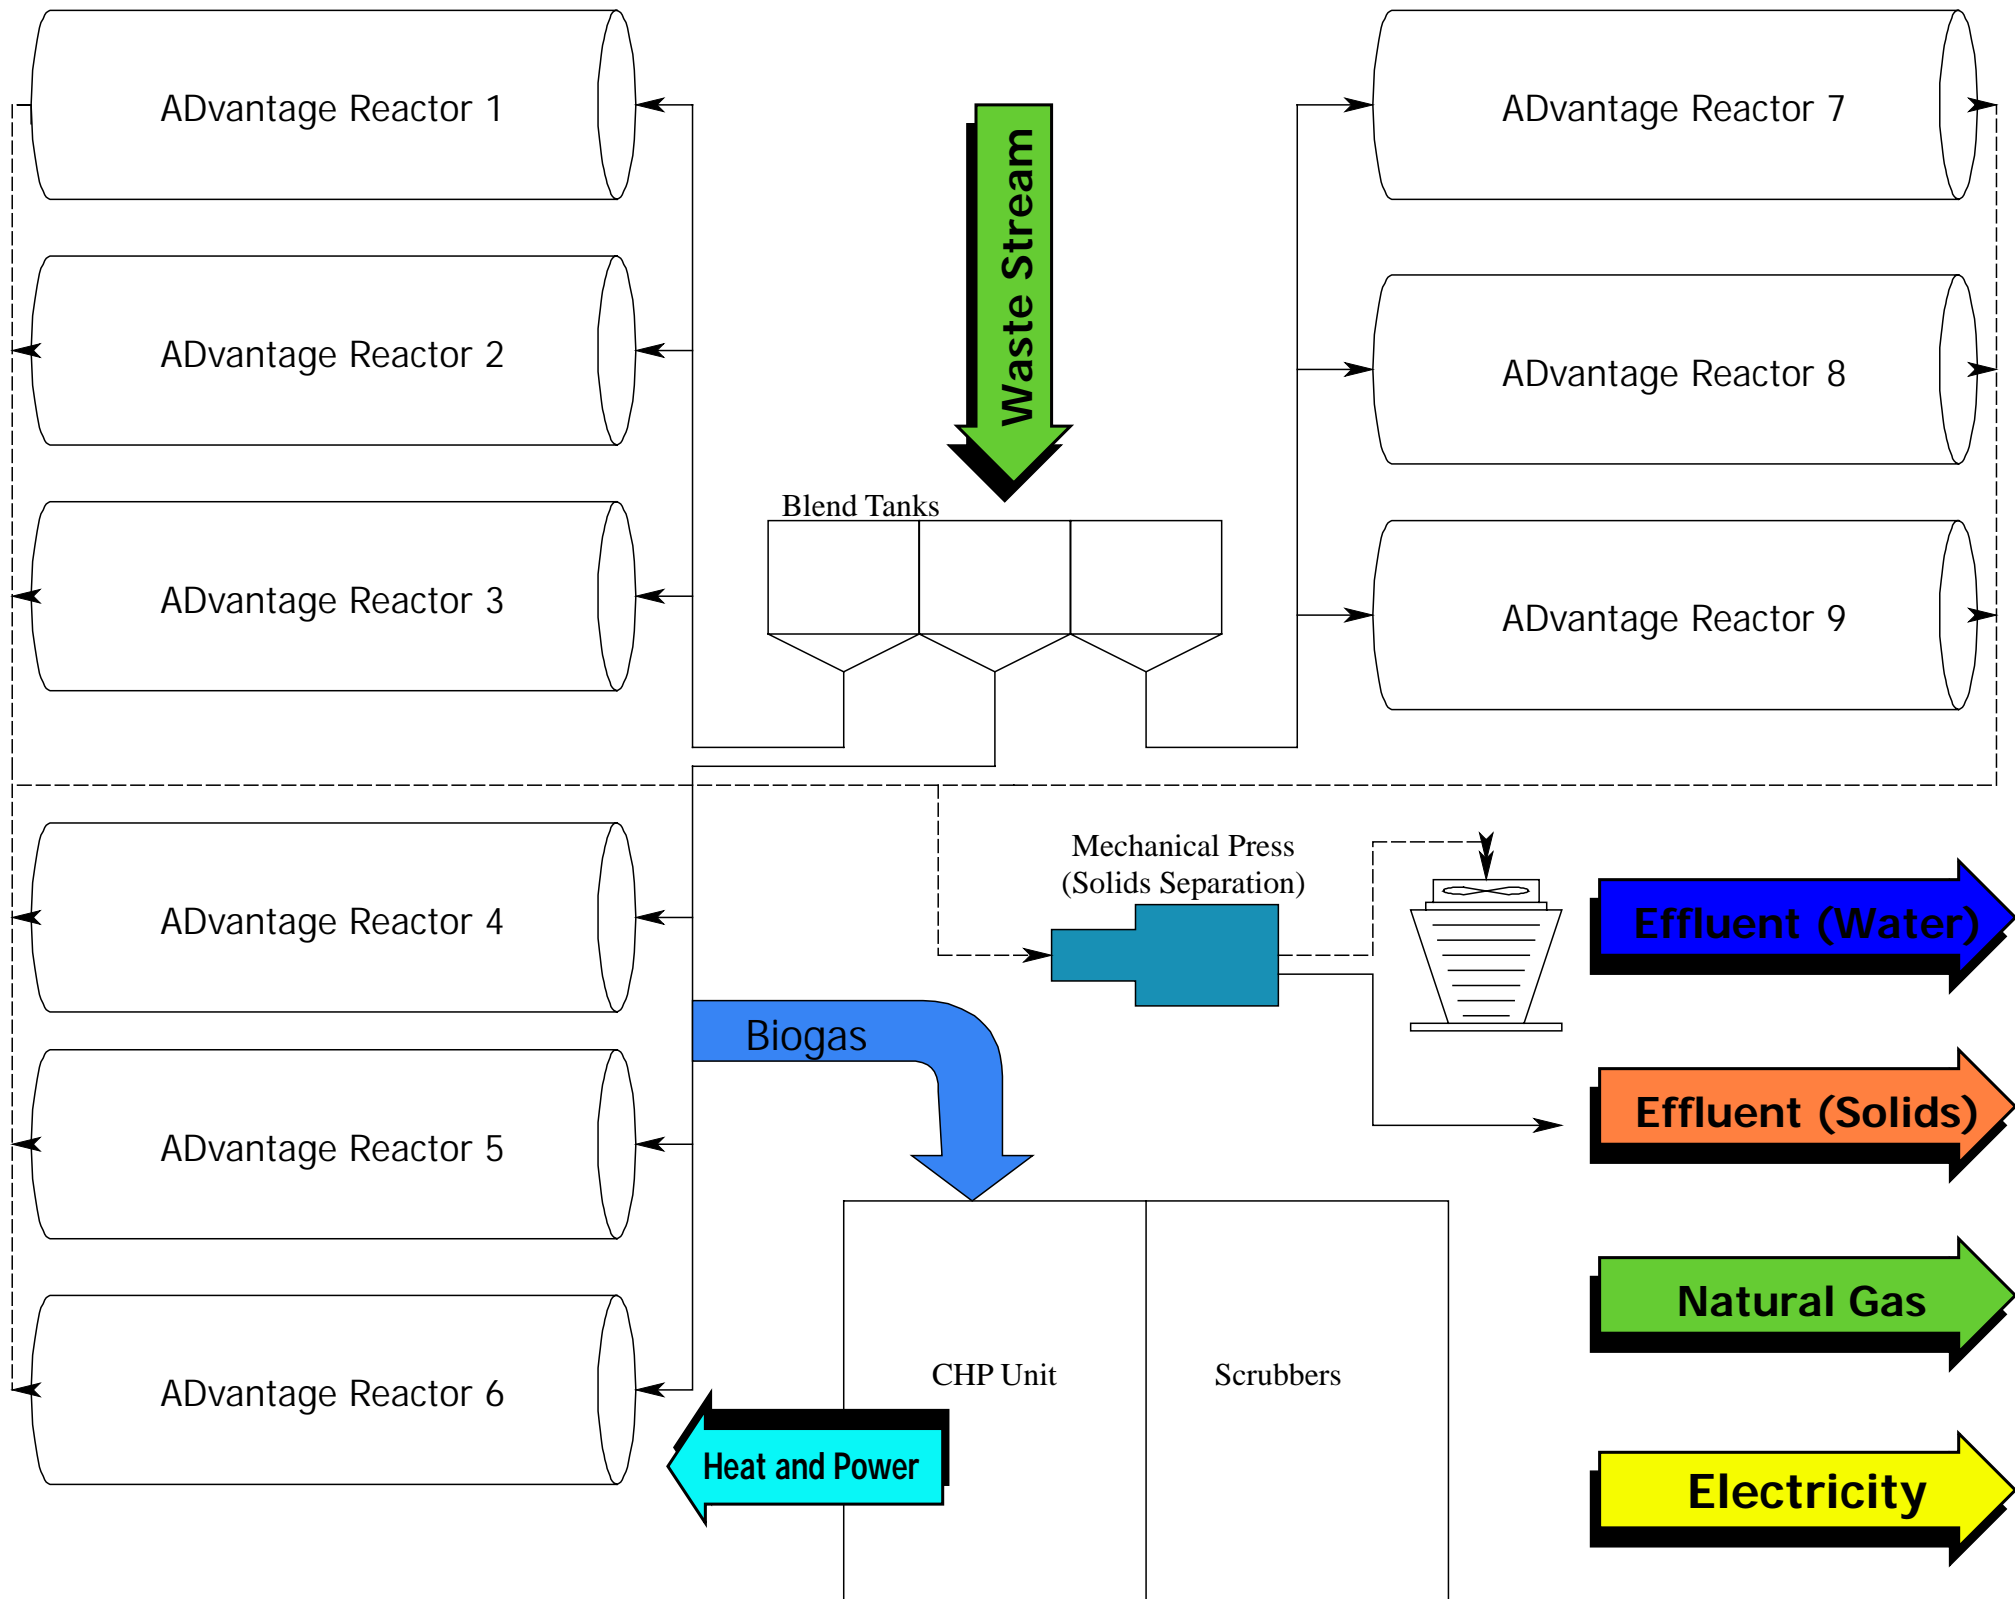 ADvantage Reactor 1
ADvantage Reactor 7
Waste Stream
ADvantage Reactor 2
ADvantage Reactor 8
Blend Tanks
ADvantage Reactor 3
ADvantage Reactor 9
Mechanical Press
(Solids Separation)
ADvantage Reactor 4
Effluent (Water)
Biogas
Effluent (Solids)
ADvantage Reactor 5
Natural Gas
CHP Unit
Scrubbers
ADvantage Reactor 6
Heat and Power
Electricity